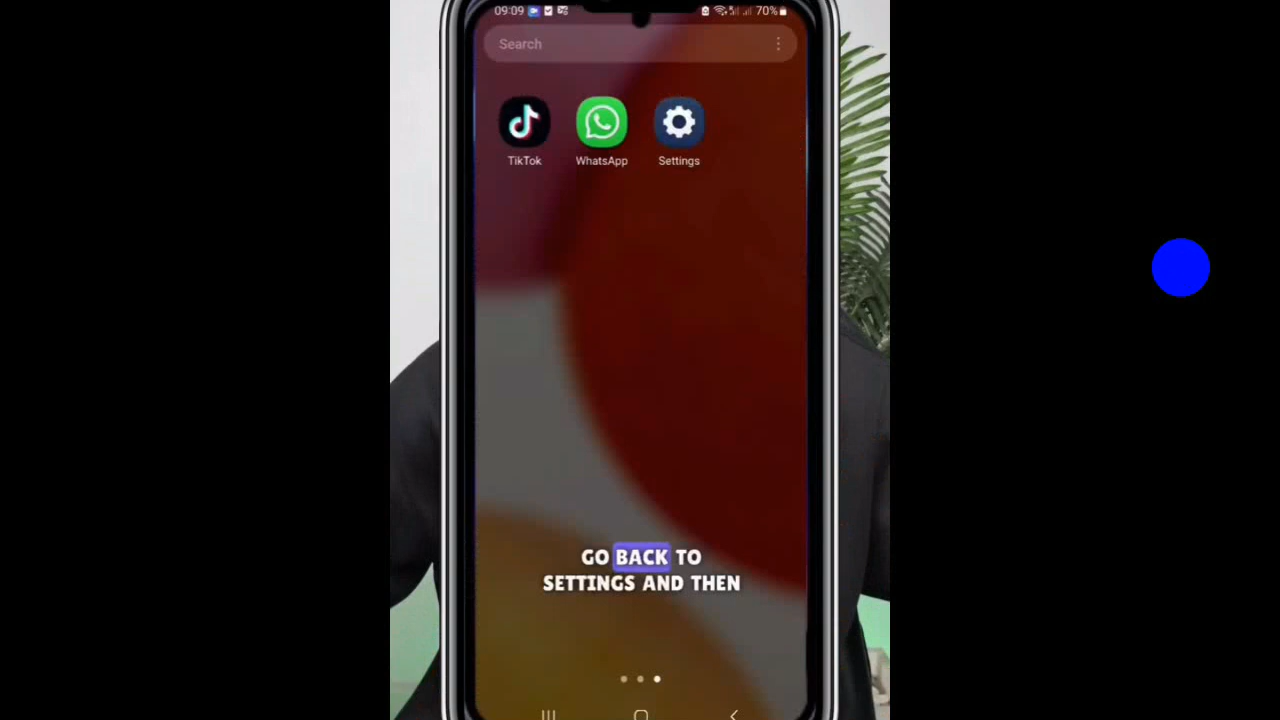 09:09 70%
Search
TikTok WhatsApp Settings
GO BACK TO
SETTINGS AND THEN